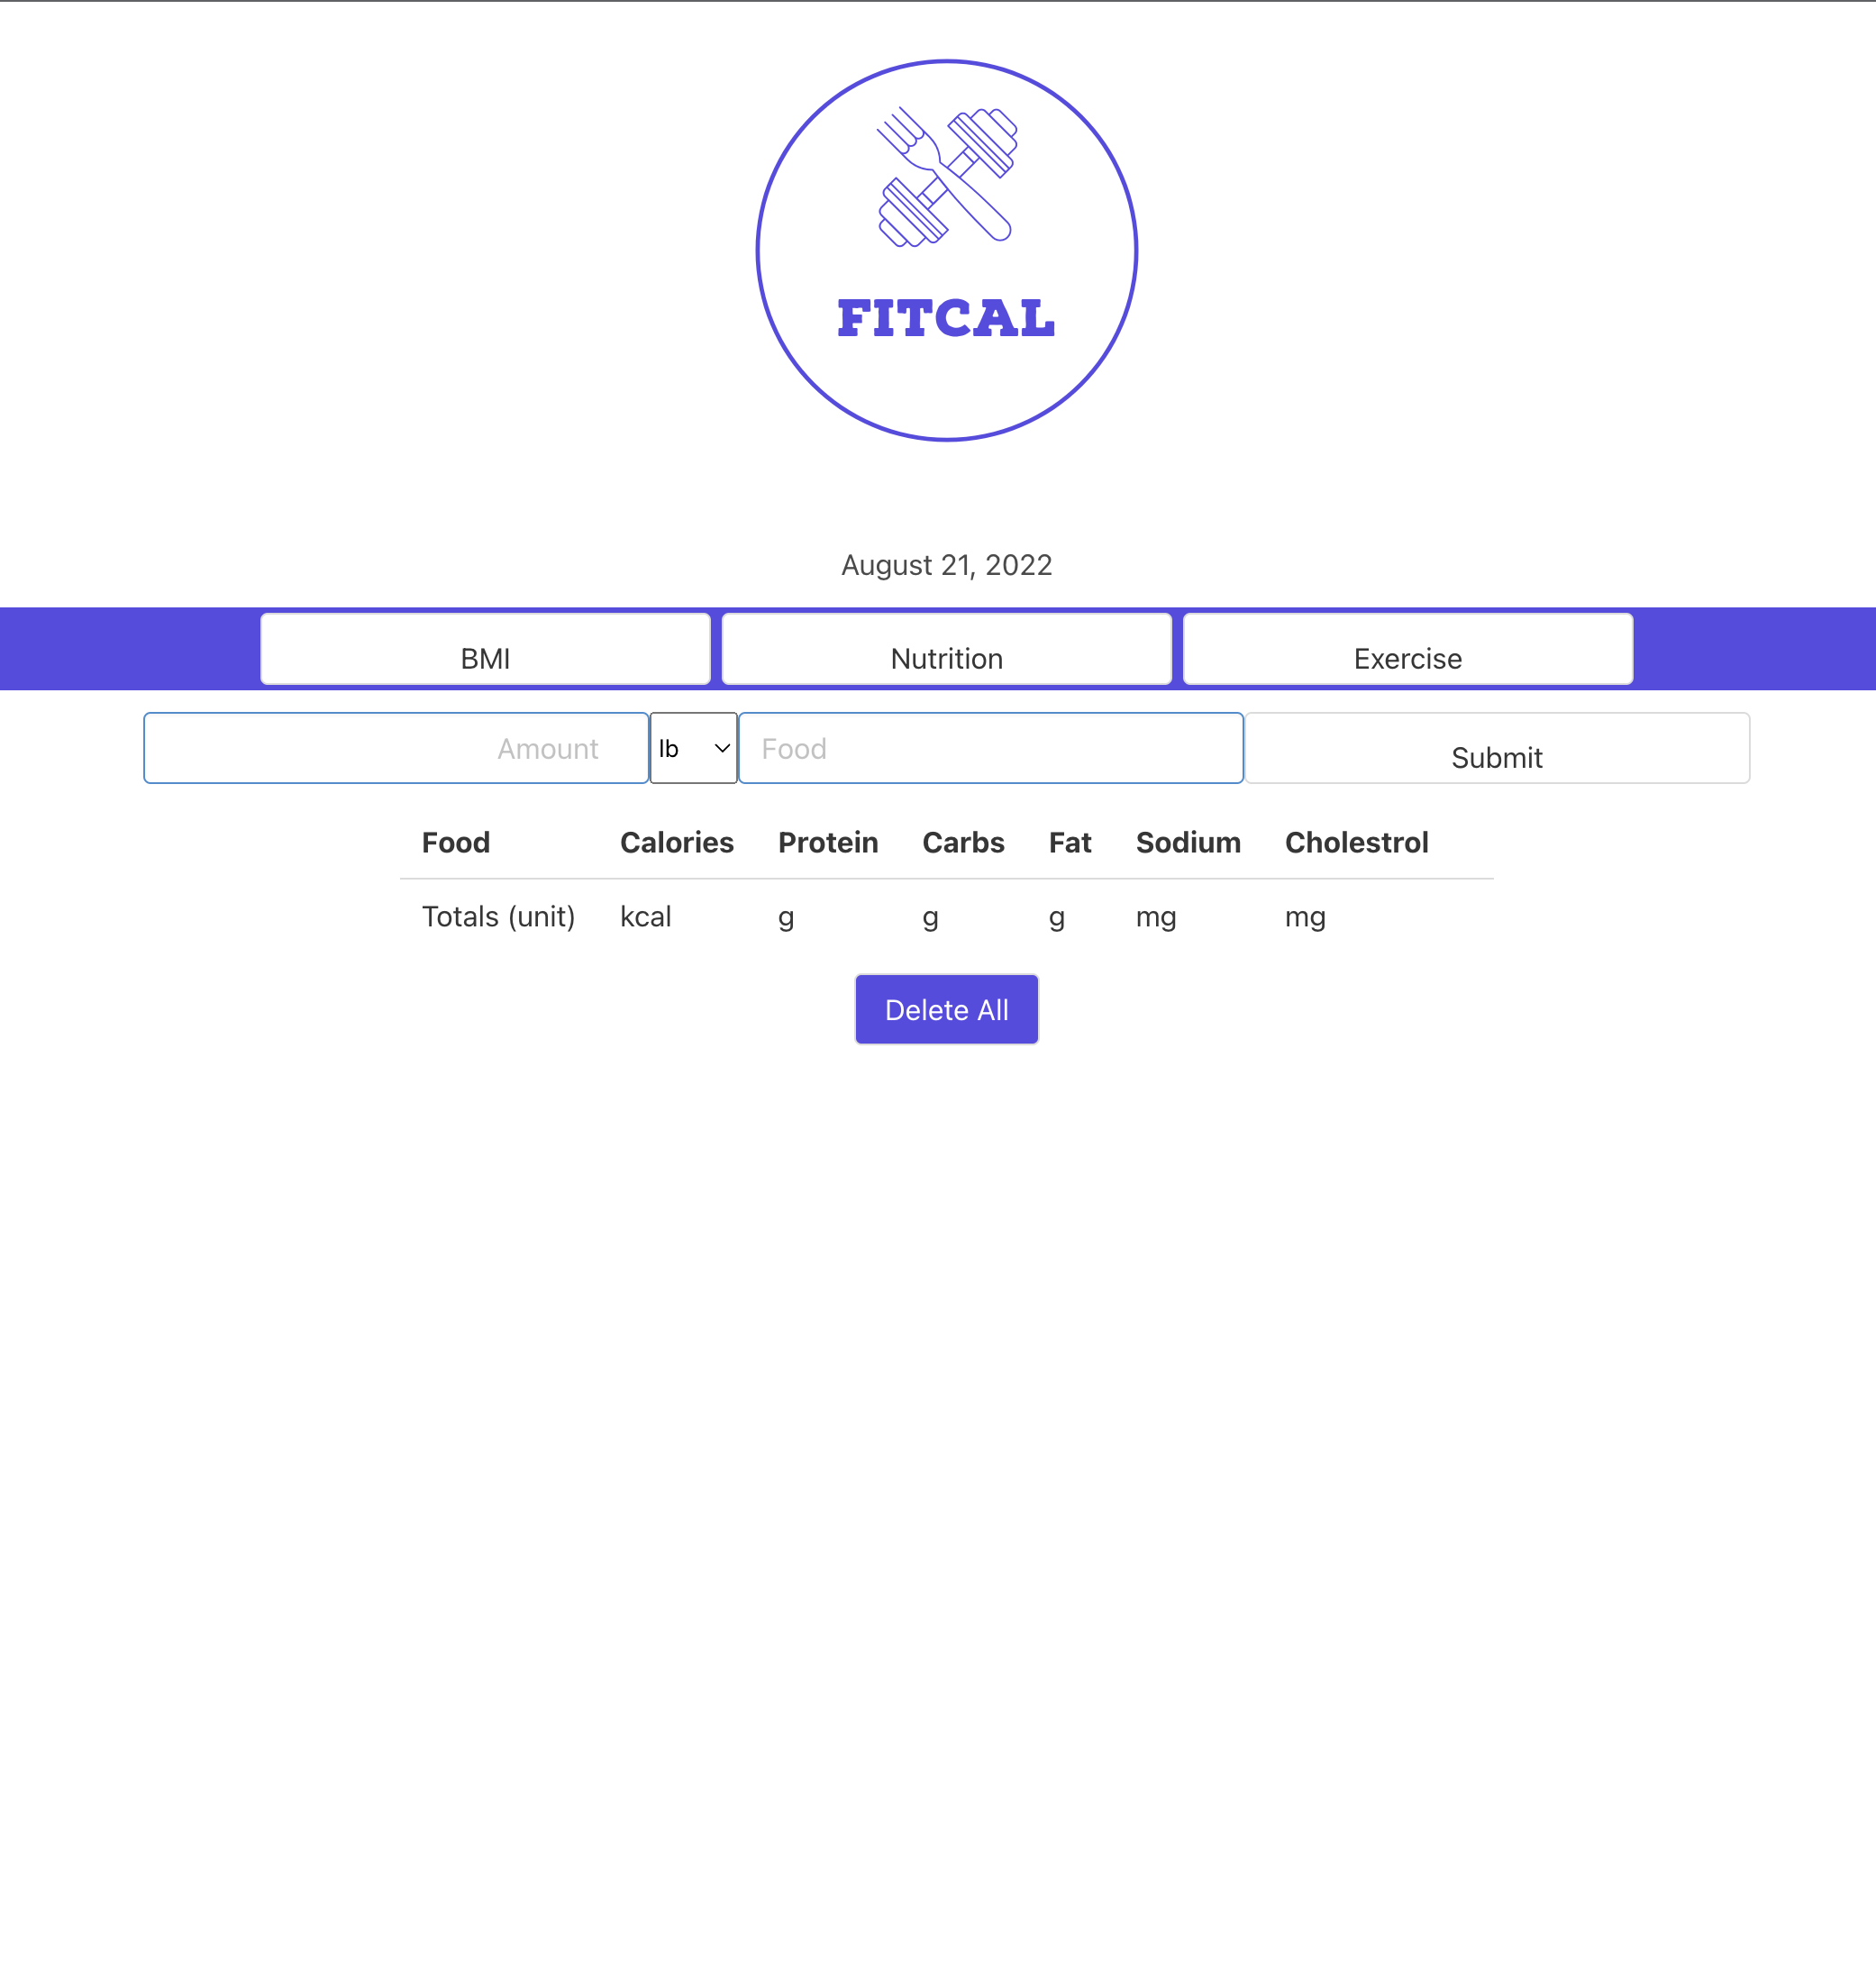 FITCAL
August 21, 2022
BMI Nutrition Exercise
Amount lb Food Submit
Food Calories Protein Carbs Fat Sodium Cholestrol
Totals (unit) kcal g g g mg mg
Delete All